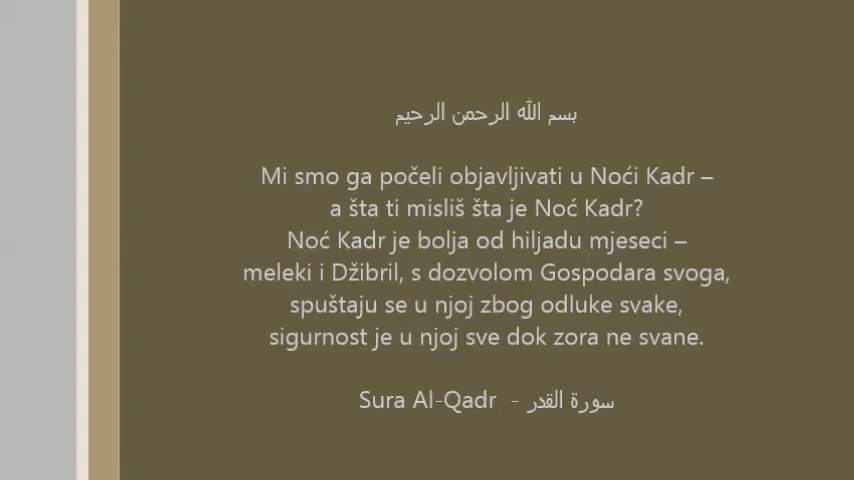 بسم الله الرحمن الرحيم
Mi smo ga počeli objavljivati u Noći Kadr –
a šta ti misliš šta je Noć Kadr?
Noć Kadr je bolja od hiljadu mjeseci –
meleki i Džibril, s dozvolom Gospodara svoga,
spuštaju se u njoj zbog odluke svake,
sigurnost je u njoj sve dok zora ne svane.
Sura Al-Qadr - سورة القدر